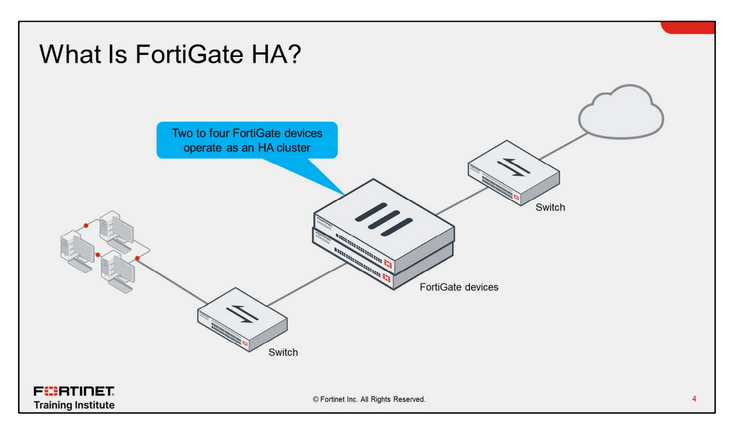 What Is FortiGate HA?
Two to four FortiGate devices
operate as an HA cluster
Switch
FortiGate devices
Switch
FORTINET
Training Institute
© Fortinet Inc. All Rights Reserved.
4